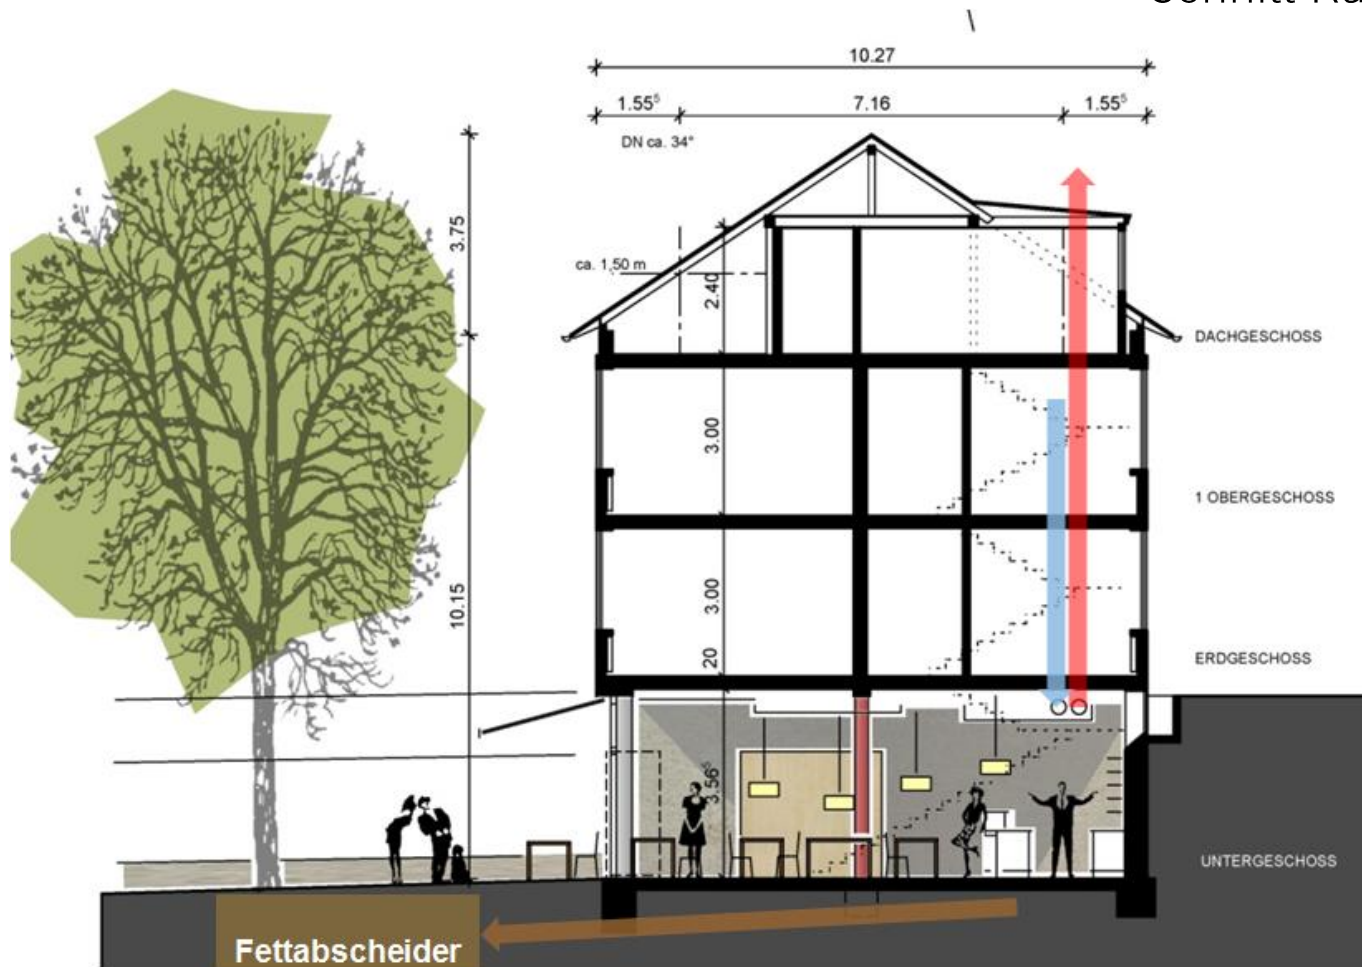 10.27
1.55⁵ 7.16 1.55⁵
DN ca. 34°
3.75
ca. 1,50 m
2.40
DACHGESCHOSS
3.00
1 OBERGESCHOSS
10.15
3.00
20
ERDGESCHOSS
3.56⁵
UNTERGESCHOSS
Fettabscheider